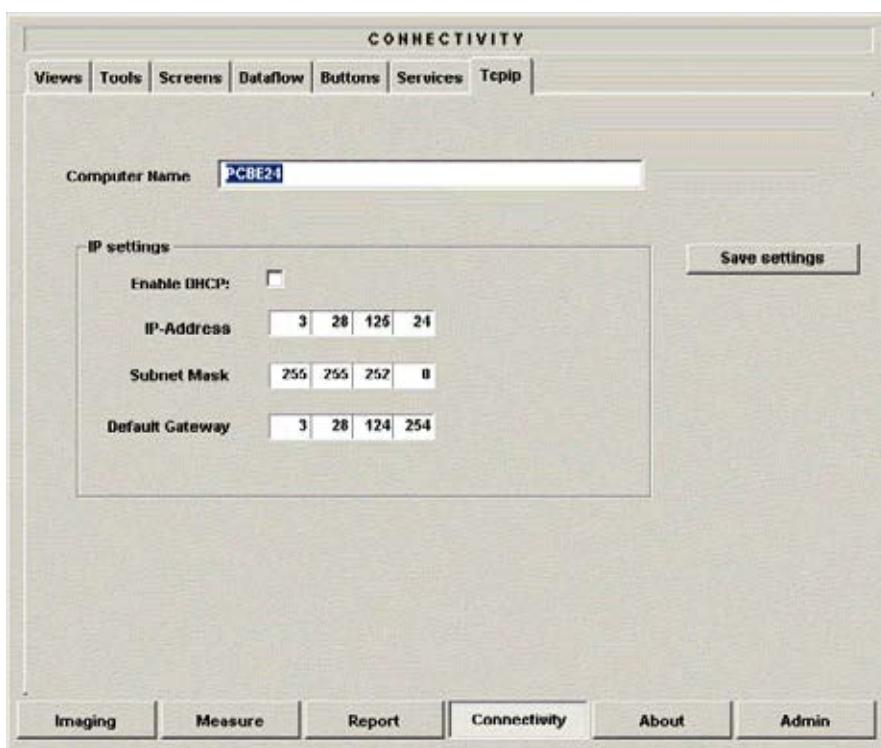 CONNECTIVITY
Views Tools Screens Dataflow Buttons Services Tcpip
Computer Name PCBE24
IP settings
Save settings
Enable DHCP:
IP-Address 3 28 125 24
Subnet Mask 255 255 252 0
Default Gateway 3 28 124 254
Imaging Measure Report Connectivity About Admin